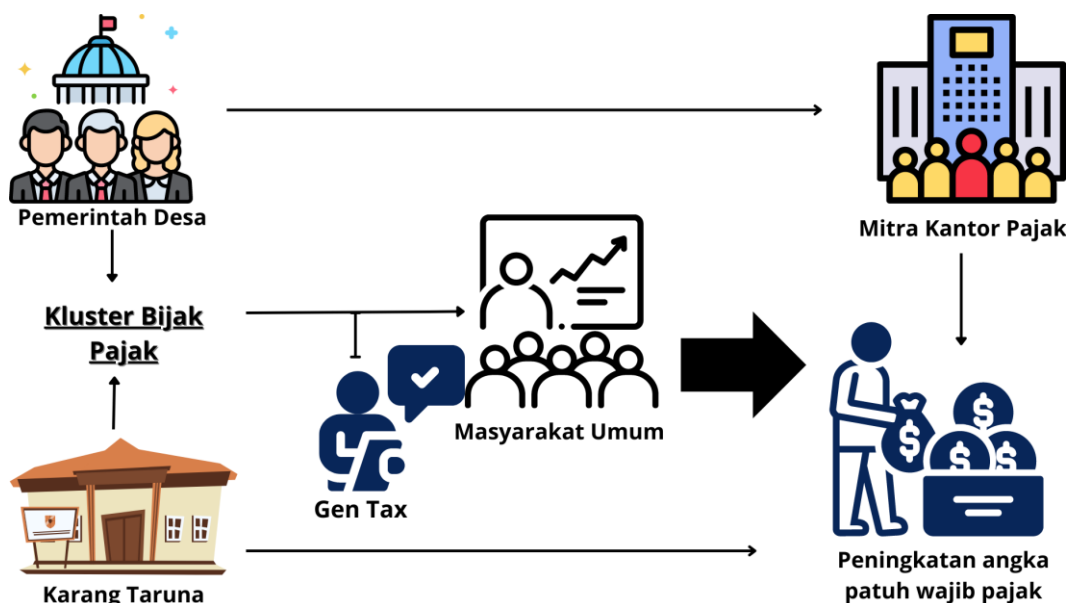 Pemerintah Desa
Mitra Kantor Pajak
Kluster Bijak
Pajak
Masyarakat Umum
Gen Tax
Karang Taruna
Peningkatan angka
patuh wajib pajak